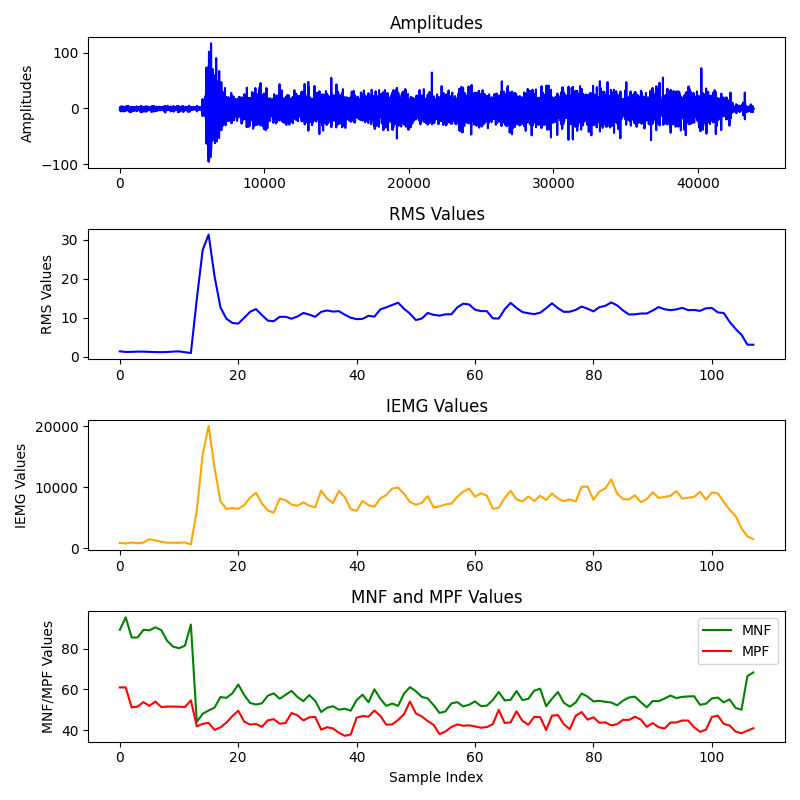 Amplitudes
Amplitudes
100
0
−100
0 10000 20000 30000 40000
RMS Values
RMS Values
30
20
10
0
0 20 40 60 80 100
IEMG Values
IEMG Values
20000
10000
0
0 20 40 60 80 100
MNF and MPF Values
MNF/MPF Values
80
60
40
MNF
MPF
0 20 40 60 80 100
Sample Index